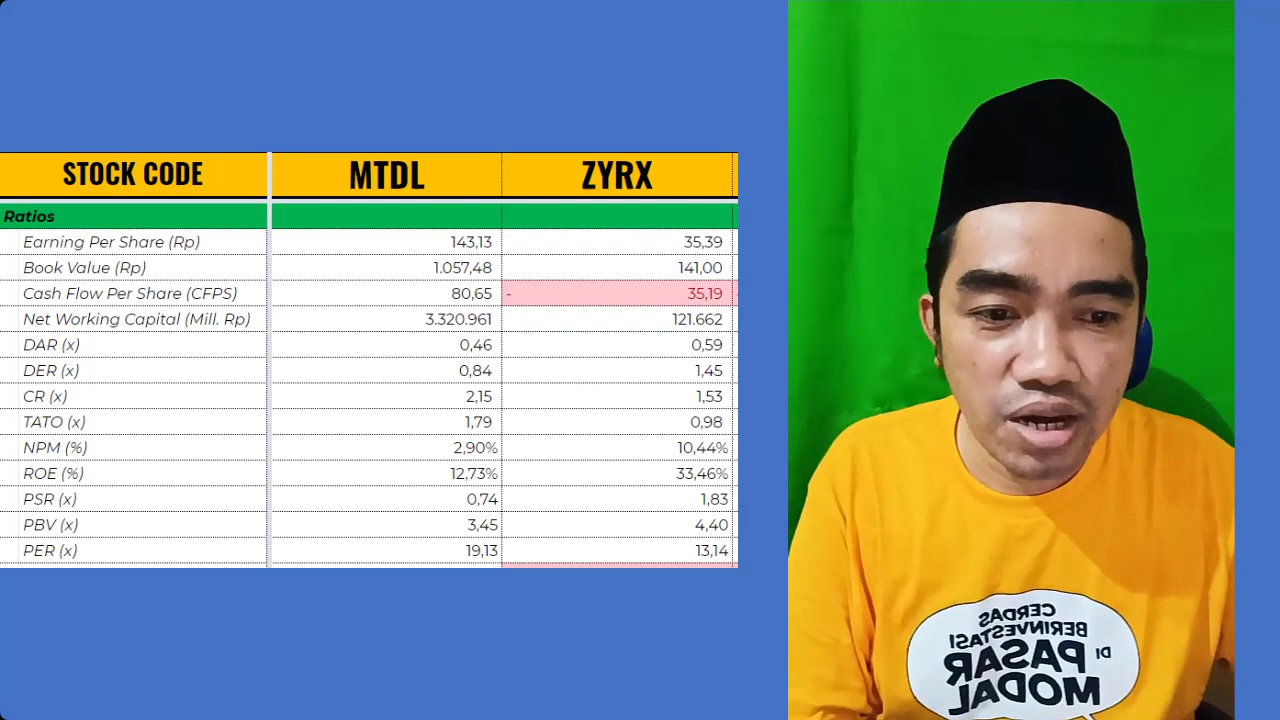 STOCK CODE MTDL ZYRX
Ratios
Earning Per Share (Rp) 143,13 35,39
Book Value (Rp) 1.057,48 141,00
Cash Flow Per Share (CFPS) 80,65 - 35,19
Net Working Capital (Mill. Rp) 3.320.961 121.662
DAR (x) 0,46 0,59
DER (x) 0,84 1,45
CR (x) 2,15 1,53
TATO (x) 1,79 0,98
NPM (%) 2,90% 10,44%
ROE (%) 12,73% 33,46%
PSR (x) 0,74 1,83
PBV (x) 3,45 4,40
PER (x) 19,13 13,14
CERDAS
BERINVESTASI
DI PASAR
MODAL